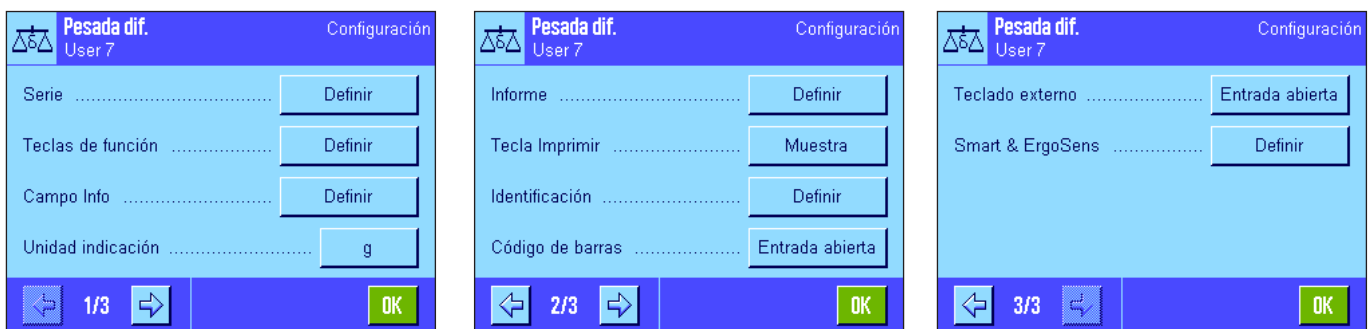 Pesada dif.
Configuración
User 7
Serie ........................................ Definir
Teclas de función .................... Definir
Campo Info .............................. Definir
Unidad indicación ............................. g
1/3
OK
Pesada dif.
Configuración
User 7
Informe ..................................... Definir
Tecla Imprimir ............................ Muestra
Identificación ............................ Definir
Código de barras .................... Entrada abierta
2/3
OK
Pesada dif.
Configuración
User 7
Teclado externo ....................... Entrada abierta
Smart & ErgoSens .................. Definir
3/3
OK